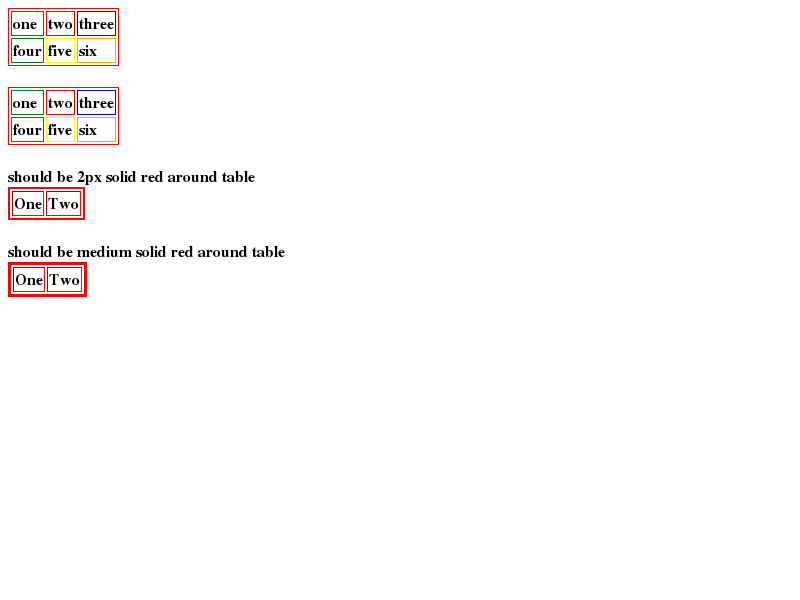 one two three
four five six
one two three
four five six
should be 2px solid red around table
One Two
should be medium solid red around table
One Two